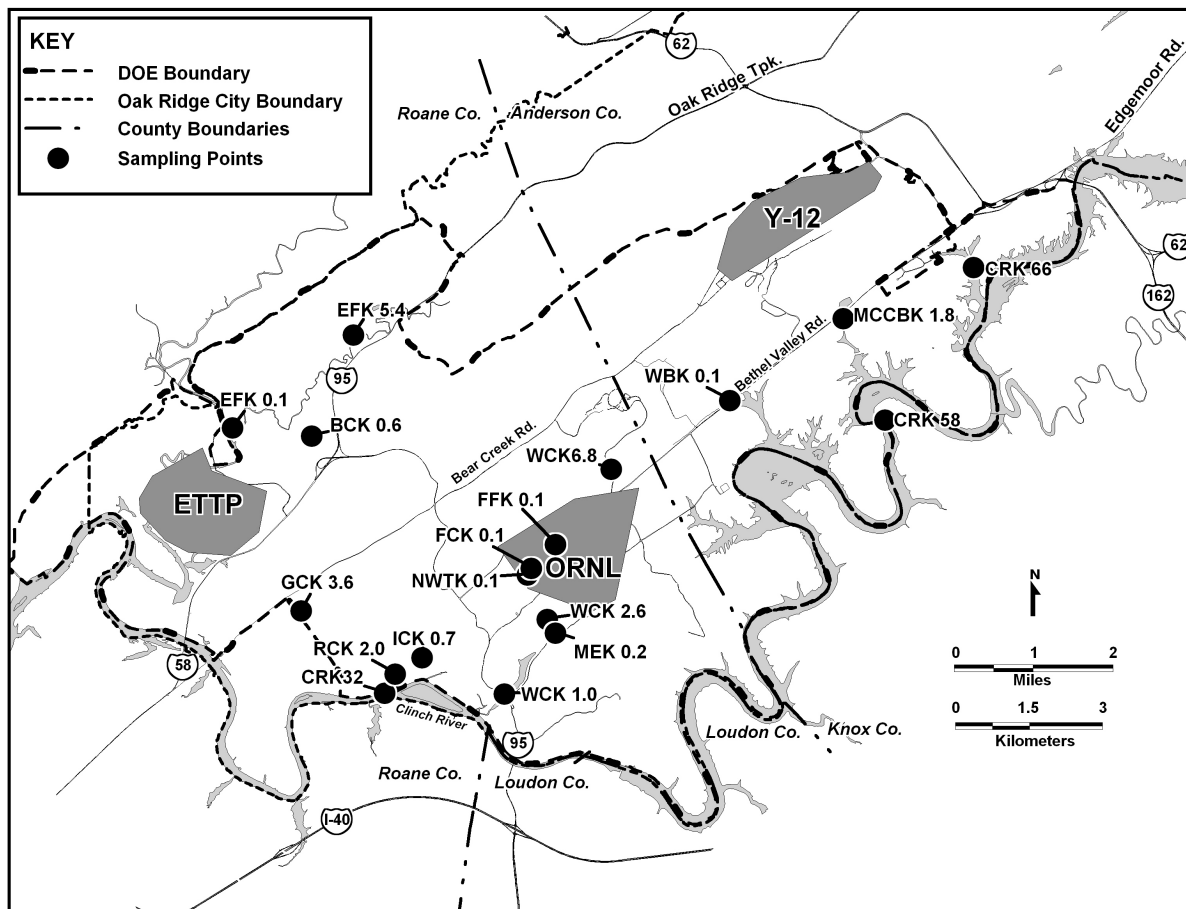 KEY
DOE Boundary
Oak Ridge City Boundary
County Boundaries
Sampling Points
62
Oak Ridge Tpk.
Edgemoor Rd.
Roane Co.
Anderson Co.
Y-12
62
162
CRK 66
MCCBK 1.8
EFK 5.4
95
Bethel Valley Rd.
WBK 0.1
EFK 0.1
BCK 0.6
CRK 58
Bear Creek Rd.
WCK6.8
ETTP
FFK 0.1
FCK 0.1
ORNL
NWTK 0.1
GCK 3.6
WCK 2.6
MEK 0.2
ICK 0.7
RCK 2.0
58
CRK32
WCK 1.0
Clinch River
95
Loudon Co.
Knox Co.
Roane Co.
Loudon Co.
I-40
N
0 1 2
Miles
0 1.5 3
Kilometers